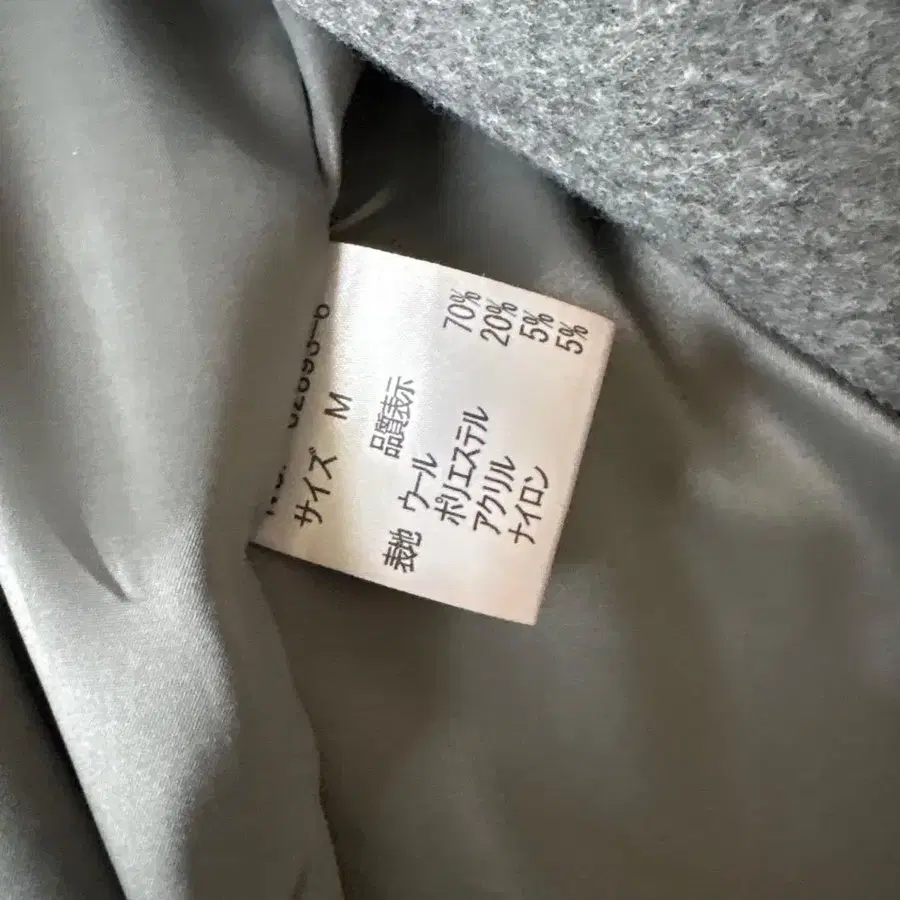 サイズ M
品質表示
表地 ウール 70%
ポリエステル 20%
アクリル 5%
ナイロン 5%